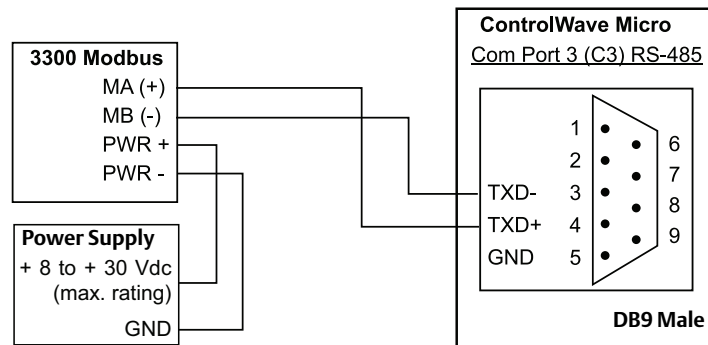 3300 Modbus
MA (+)
MB (-)
PWR +
PWR -
Power Supply
+ 8 to + 30 Vdc
(max. rating)
GND
ControlWave Micro
Com Port 3 (C3) RS-485
1
6
2
7
TXD- 3
8
TXD+ 4
9
GND 5
DB9 Male